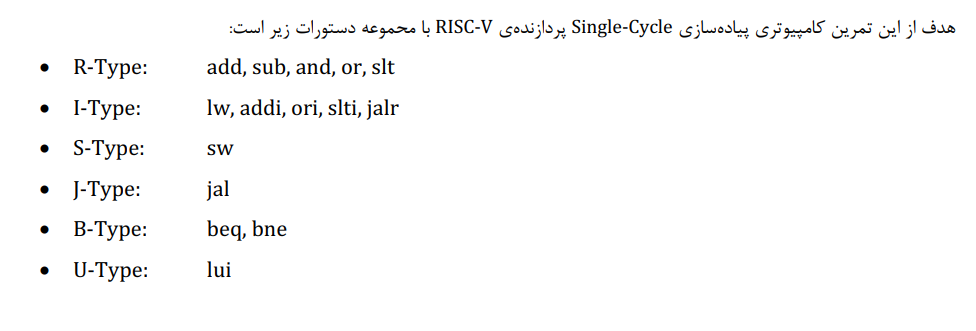 هدف از این تمرین کامپیوتری پیاده‌سازی Single-Cycle پردازنده‌ی RISC-V با مجموعه دستورات زیر است:
• R-Type: add, sub, and, or, slt
• I-Type: lw, addi, ori, slti, jalr
• S-Type: sw
• J-Type: jal
• B-Type: beq, bne
• U-Type: lui